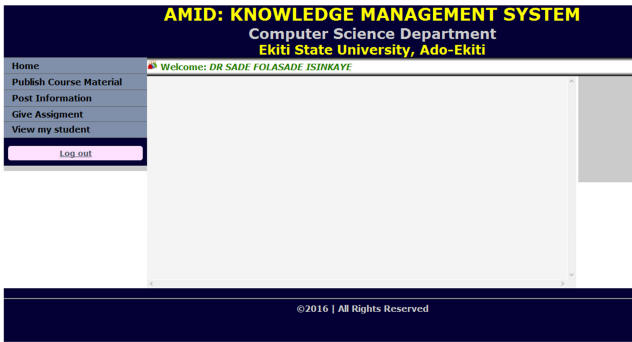 AMID: KNOWLEDGE MANAGEMENT SYSTEM
Computer Science Department
Ekiti State University, Ado-Ekiti
Home
Publish Course Material
Post Information
Give Assigment
View my student
Log out
Welcome: DR SADE FOLASADE ISINKAYE
©2016 | All Rights Reserved